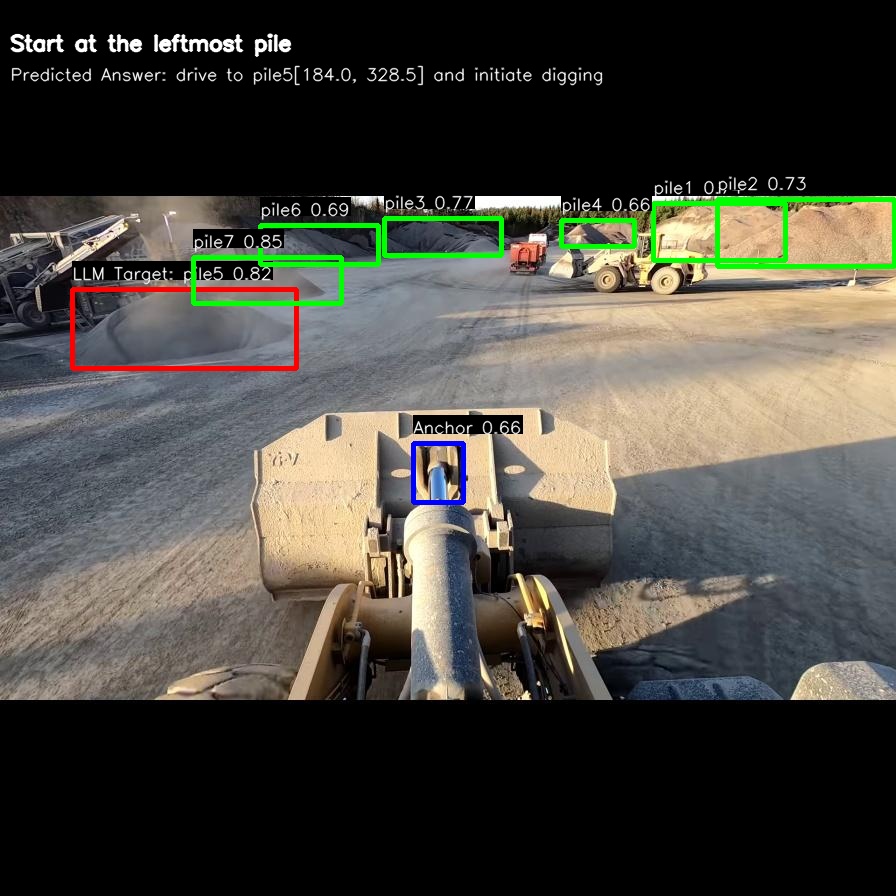 Start at the leftmost pile
Predicted Answer: drive to pile5[184.0, 328.5] and initiate digging
pile1 0.
pile2 0.73
pile6 0.69
pile3 0.77
pile4 0.66
pile7 0.85
LLM Target: pile5 0.82
Anchor 0.66